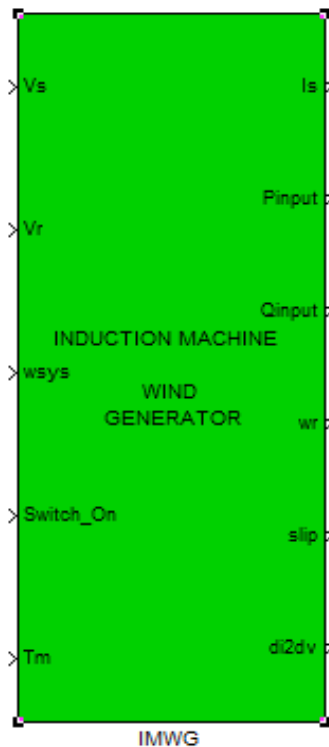 Vs Is
Pinput
Vr
Qinput
INDUCTION MACHINE
wsys
WIND
GENERATOR
wr
Switch_On
slip
di2dv
Tm
IMWG